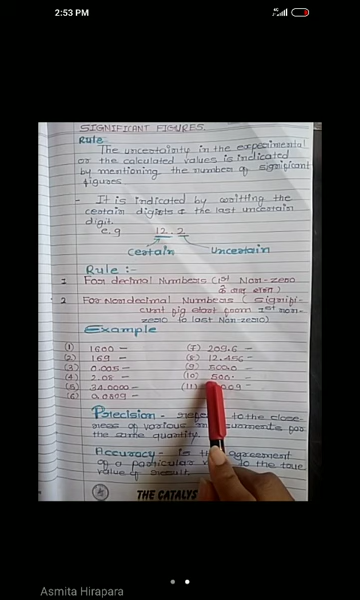 2:53 PM
SIGNIFICANT FIGURES.
Rule
The uncertainty in the experimental
or the calculated values is indicated
by mentioning the number of significant
figures
- It is indicated by writting the
certain digits & the last uncertain
digit.
e.g 12.2
Certain Uncertain
Rule :-
1 For decimal Numbers (1st Non-zero
के बाद
2 For Nondecimal Numbers (signifi-
cant fig start from 1st non-
zero to last Non-zero)
Example
(1) 1600 - (7) 209.6 -
(2) 169 - (8) 12.456 -
(3) 0.005 - (9)
(4) 2.08 - (10) 500. -
(5) 34.0000 - (11)
(6) 0.0809 -
Precision - to the close-
ness of various for
the same quantity.
Accuracy - is the agreement
of a particular to the true
value of result.
THE CATALYS
Asmita Hirapara